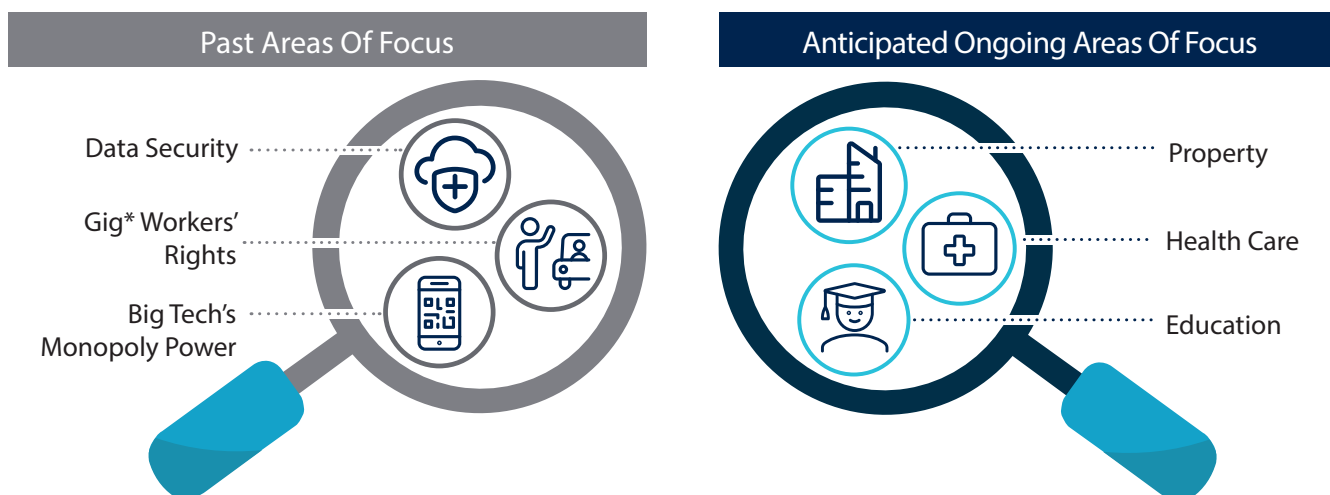 Past Areas Of Focus
Data Security
Gig* Workers’
Rights
Big Tech’s
Monopoly Power
Anticipated Ongoing Areas Of Focus
Property
Health Care
Education